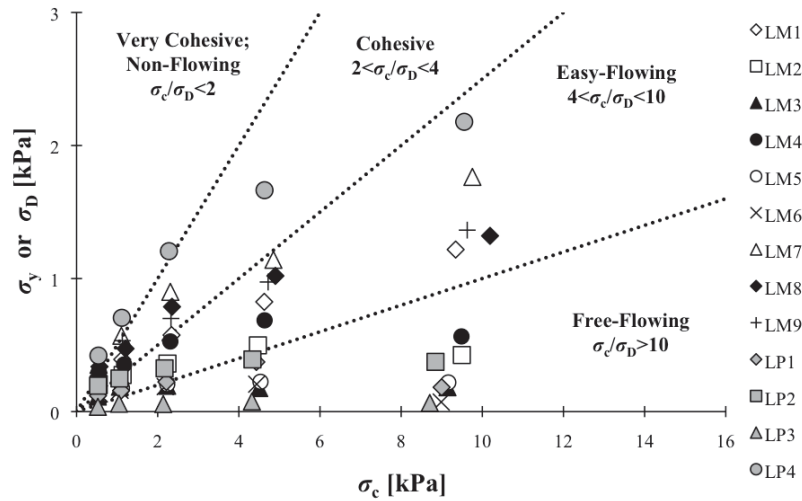 3
2
1
0
σy or σD [kPa]
Very Cohesive;
Non-Flowing
σc/σD<2
Cohesive
2<σc/σD<4
Easy-Flowing
4<σc/σD<10
Free-Flowing
σc/σD>10
0 2 4 6 8 10 12 14 16
σc [kPa]
LM1
LM2
LM3
LM4
LM5
LM6
LM7
LM8
LM9
LP1
LP2
LP3
LP4